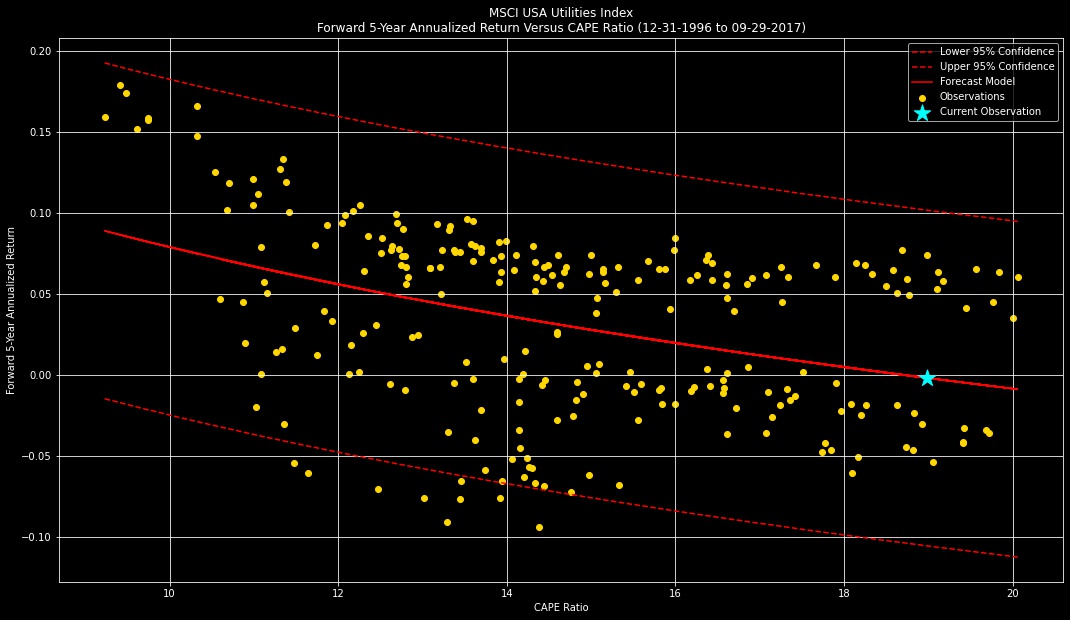 MSCI USA Utilities Index
Forward 5-Year Annualized Return Versus CAPE Ratio (12-31-1996 to 09-29-2017)
Lower 95% Confidence
Upper 95% Confidence
Forecast Model
Observations
Current Observation
Forward 5-Year Annualized Return
0.20
0.15
0.10
0.05
0.00
−0.05
−0.10
10 12 14 16 18 20
CAPE Ratio